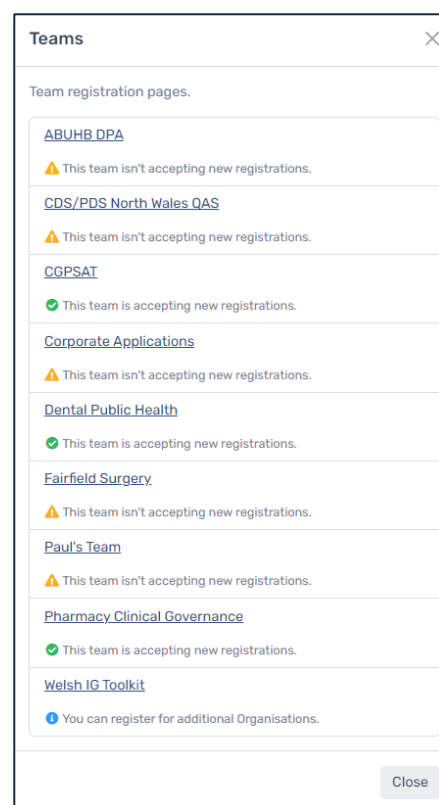 Teams
Team registration pages.
ABUHB DPA
This team isn't accepting new registrations.
CDS/PDS North Wales QAS
This team isn't accepting new registrations.
CGPSAT
This team is accepting new registrations.
Corporate Applications
This team isn't accepting new registrations.
Dental Public Health
This team is accepting new registrations.
Fairfield Surgery
This team isn't accepting new registrations.
Paul's Team
This team isn't accepting new registrations.
Pharmacy Clinical Governance
This team is accepting new registrations.
Welsh IG Toolkit
You can register for additional Organisations.
Close